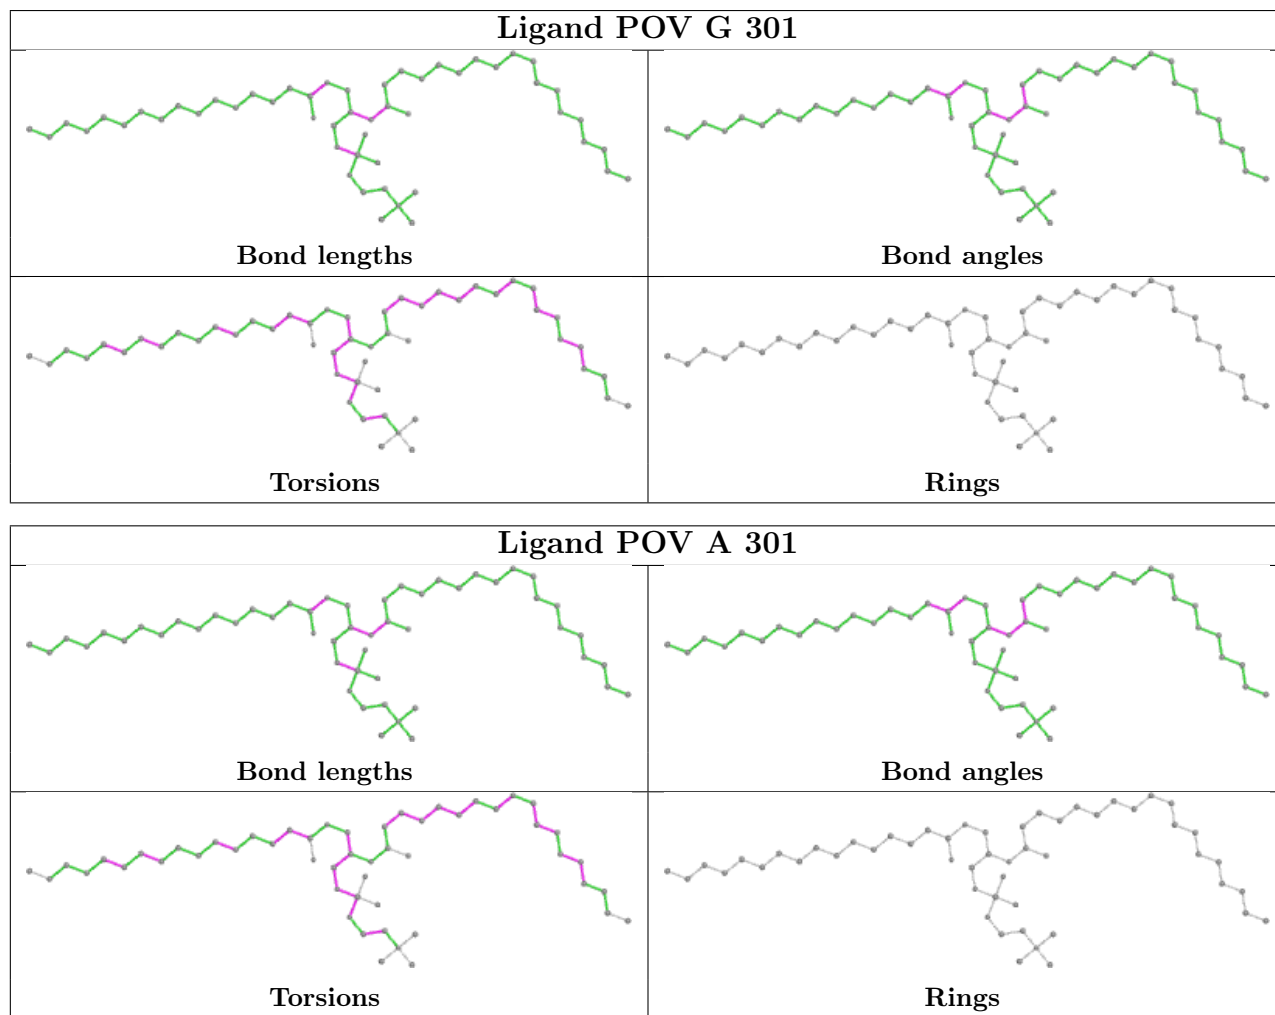 Ligand POV G 301
Bond lengths
Bond angles
Torsions
Rings
Ligand POV A 301
Bond lengths
Bond angles
Torsions
Rings